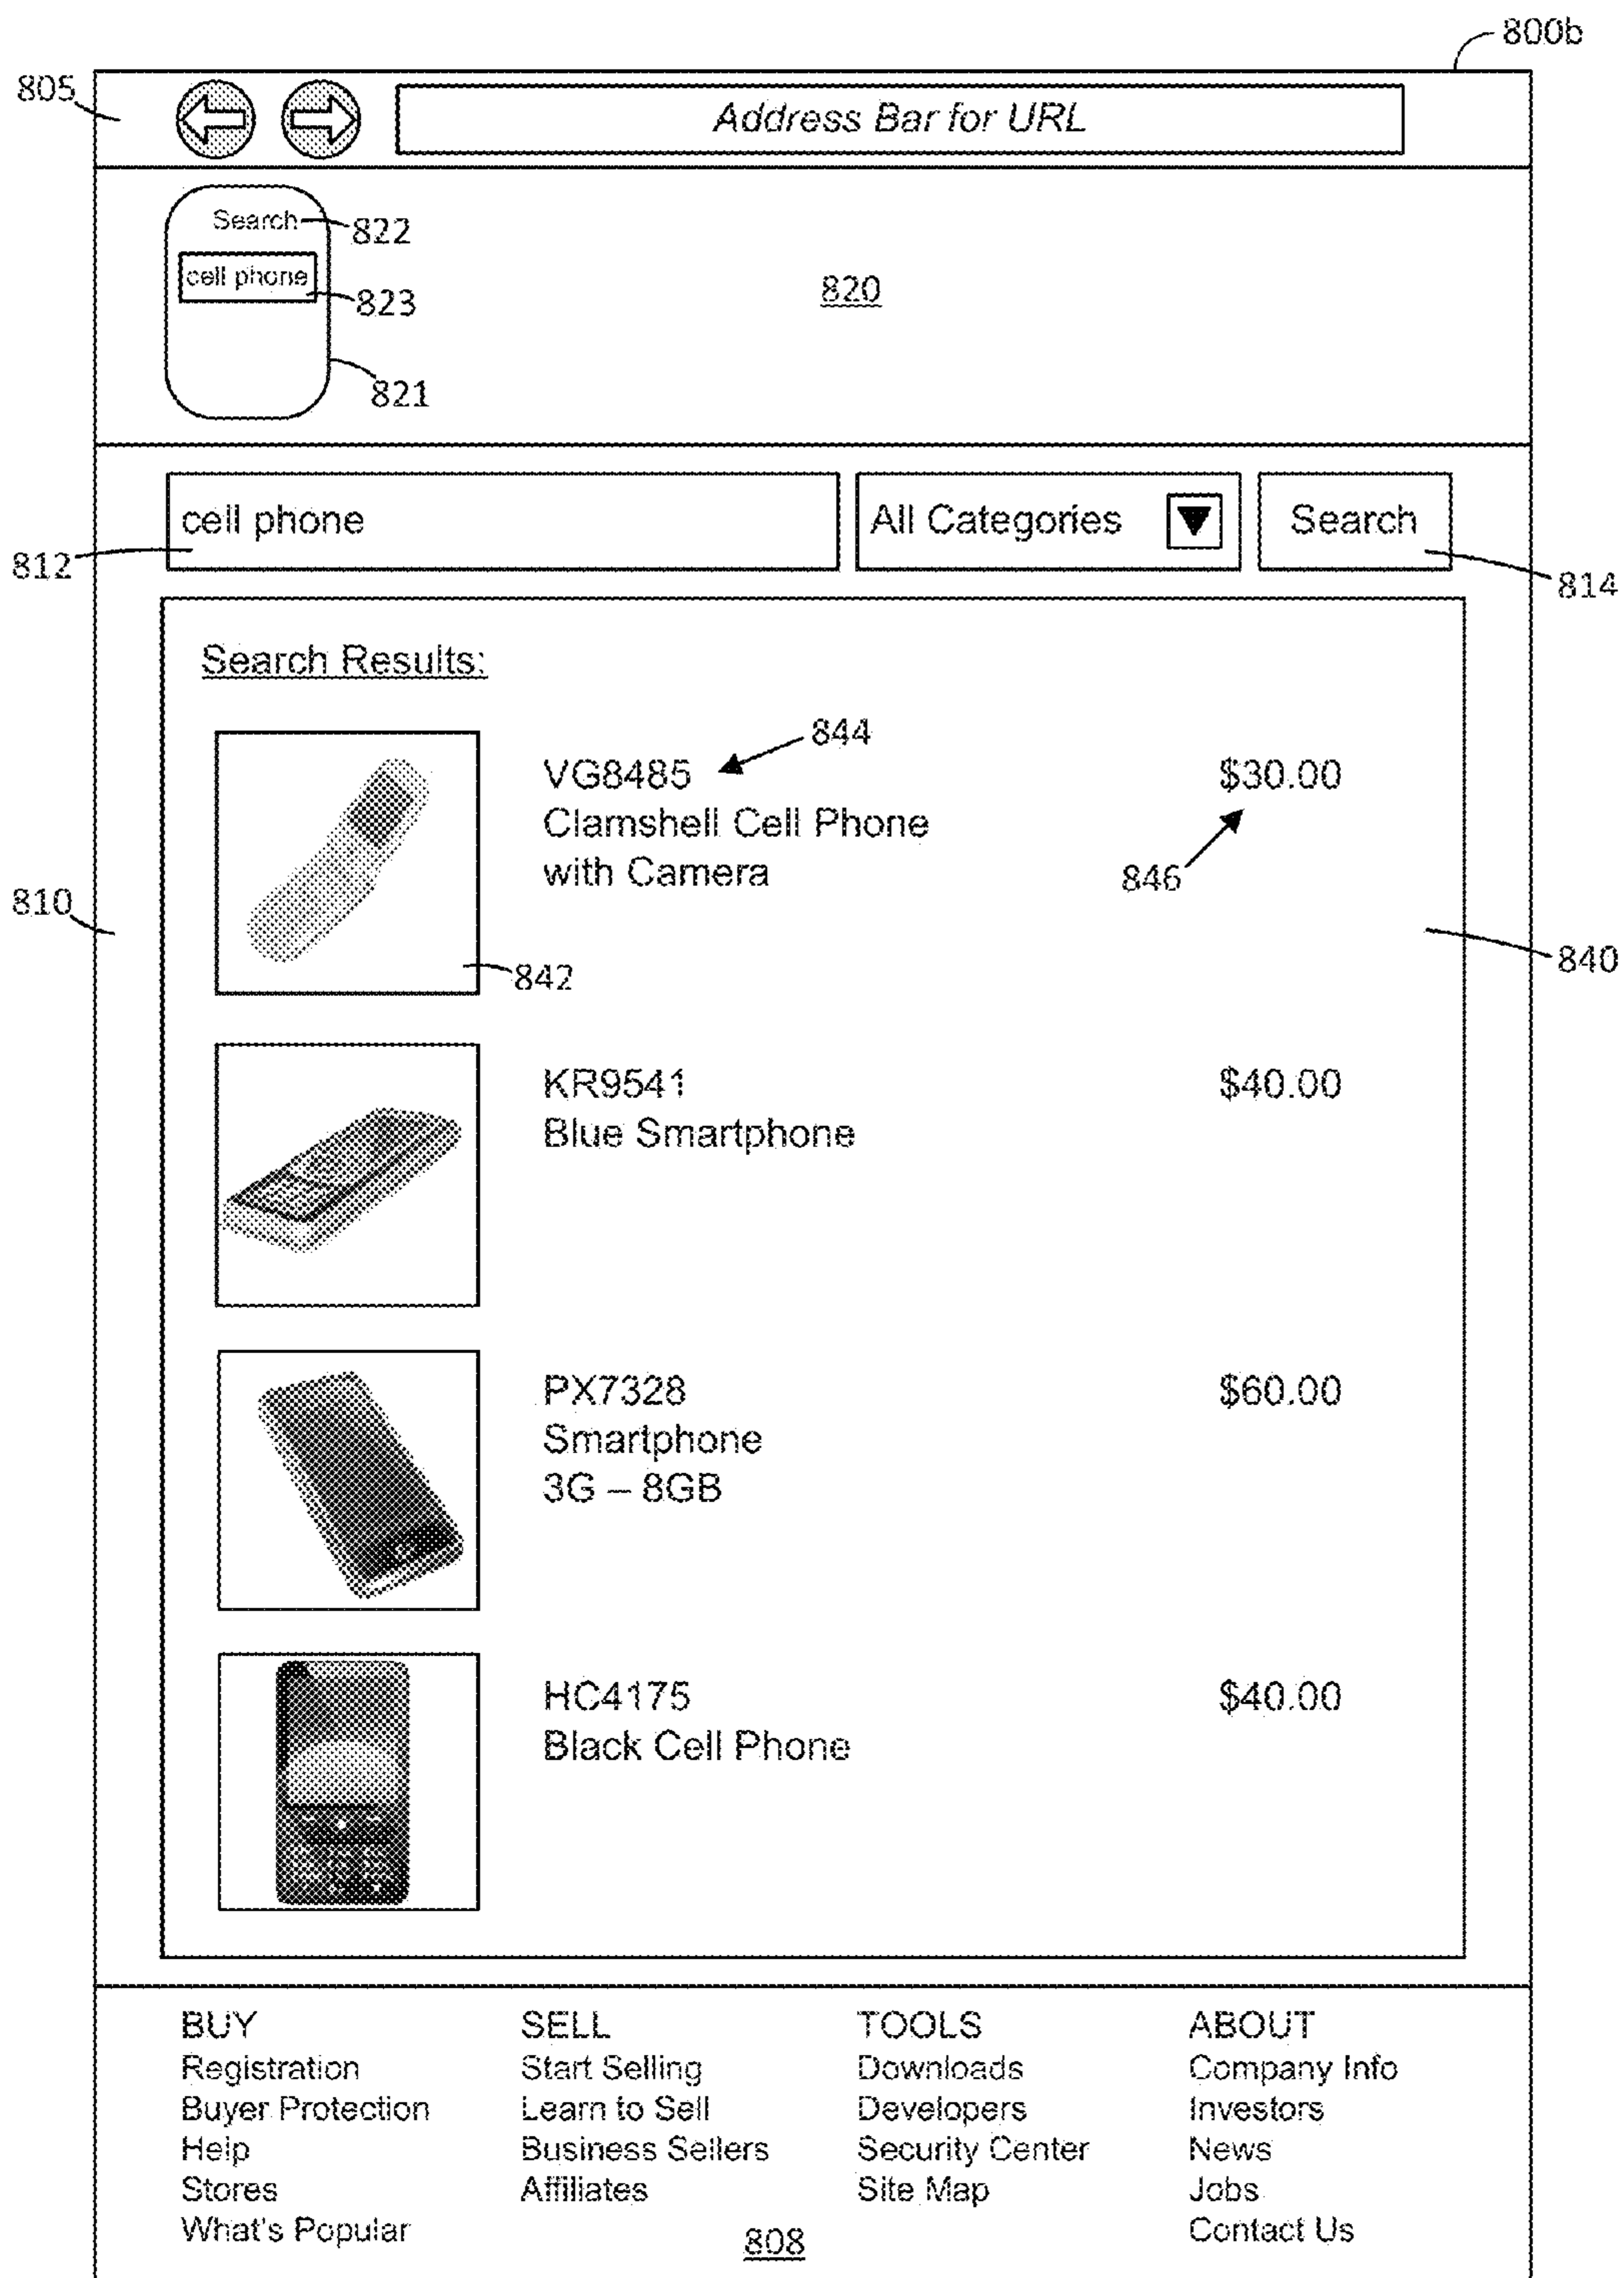 800b
805
Address Bar for URL
Search
822
cell phone
823
820
821
cell phone
All Categories
Search
812
814
Search Results:
844
VG8485
$30.00
Clamshell Cell Phone
with Camera
846
810
840
842
KR9541
$40.00
Blue Smartphone
PX7328
$60.00
Smartphone
3G – 8GB
HC4175
$40.00
Black Cell Phone
BUY
SELL
TOOLS
ABOUT
Registration
Start Selling
Downloads
Company Info
Buyer Protection
Learn to Sell
Developers
Investors
Help
Business Sellers
Security Center
News
Stores
Affiliates
Site Map
Jobs
What's Popular
Contact Us
808